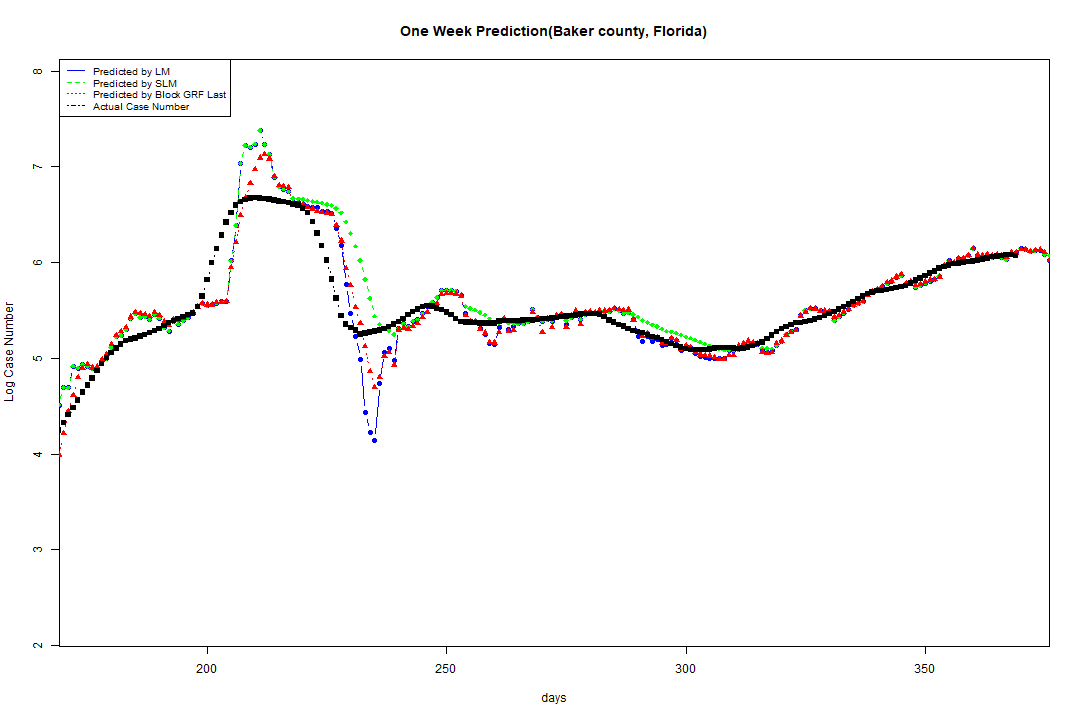 One Week Prediction(Baker county, Florida)
Predicted by LM
Predicted by SLM
Predicted by Block GRF Last
Actual Case Number
8
7
6
5
4
3
2
Log Case Number
200
250
300
350
days